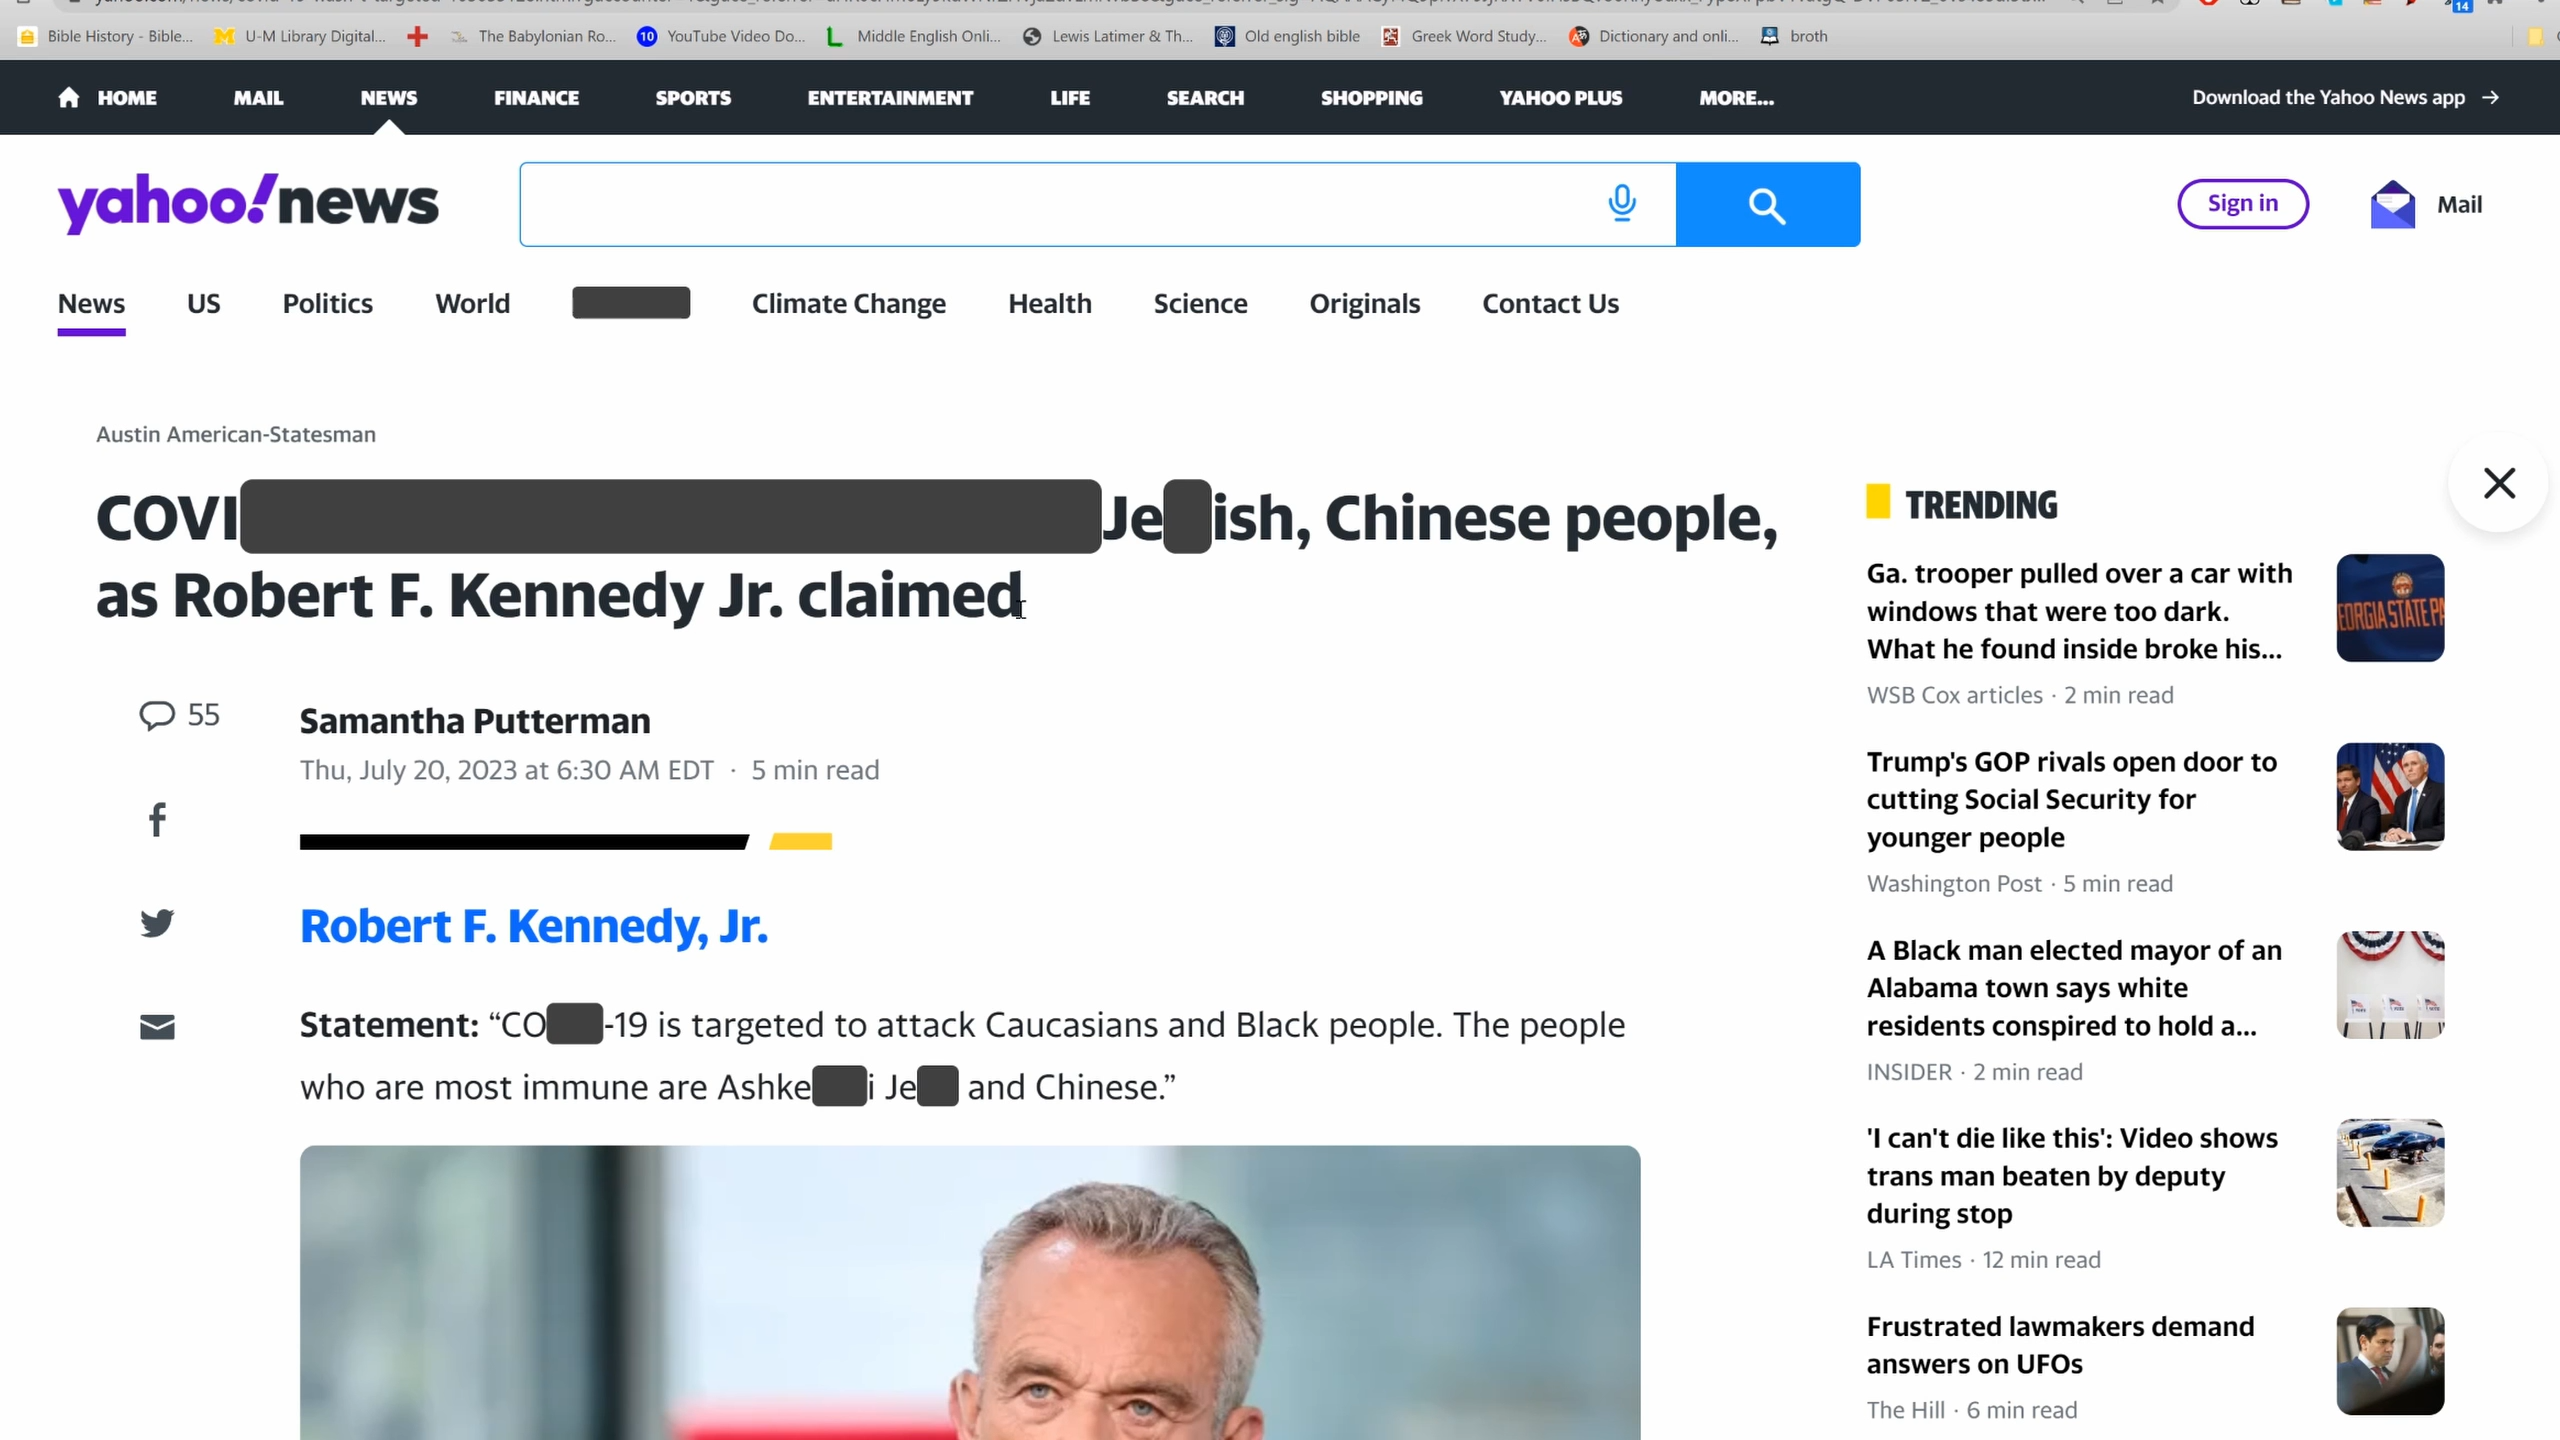 Bible History - Bible...
U-M Library Digital...
The Babylonian Ro...
10
YouTube Video Do...
Middle English Onli...
Lewis Latimer & Th...
Old english bible
Greek Word Study...
Dictionary and onli...
broth
14
HOME
MAIL
NEWS
FINANCE
SPORTS
ENTERTAINMENT
LIFE
SEARCH
SHOPPING
YAHOO PLUS
MORE...
Download the Yahoo News app
yahoo!news
Sign in
Mail
News
US
Politics
World
Climate Change
Health
Science
Originals
Contact Us
Austin American-Statesman
COVI Je ish, Chinese people,
as Robert F. Kennedy Jr. claimed
55
Samantha Putterman
Thu, July 20, 2023 at 6:30 AM EDT · 5 min read
Robert F. Kennedy, Jr.
Statement: “CO -19 is targeted to attack Caucasians and Black people. The people
who are most immune are Ashke i Je and Chinese.”
TRENDING
Ga. trooper pulled over a car with
windows that were too dark.
What he found inside broke his...
WSB Cox articles · 2 min read
Trump's GOP rivals open door to
cutting Social Security for
younger people
Washington Post · 5 min read
A Black man elected mayor of an
Alabama town says white
residents conspired to hold a...
INSIDER · 2 min read
'I can't die like this': Video shows
trans man beaten by deputy
during stop
LA Times · 12 min read
Frustrated lawmakers demand
answers on UFOs
The Hill · 6 min read